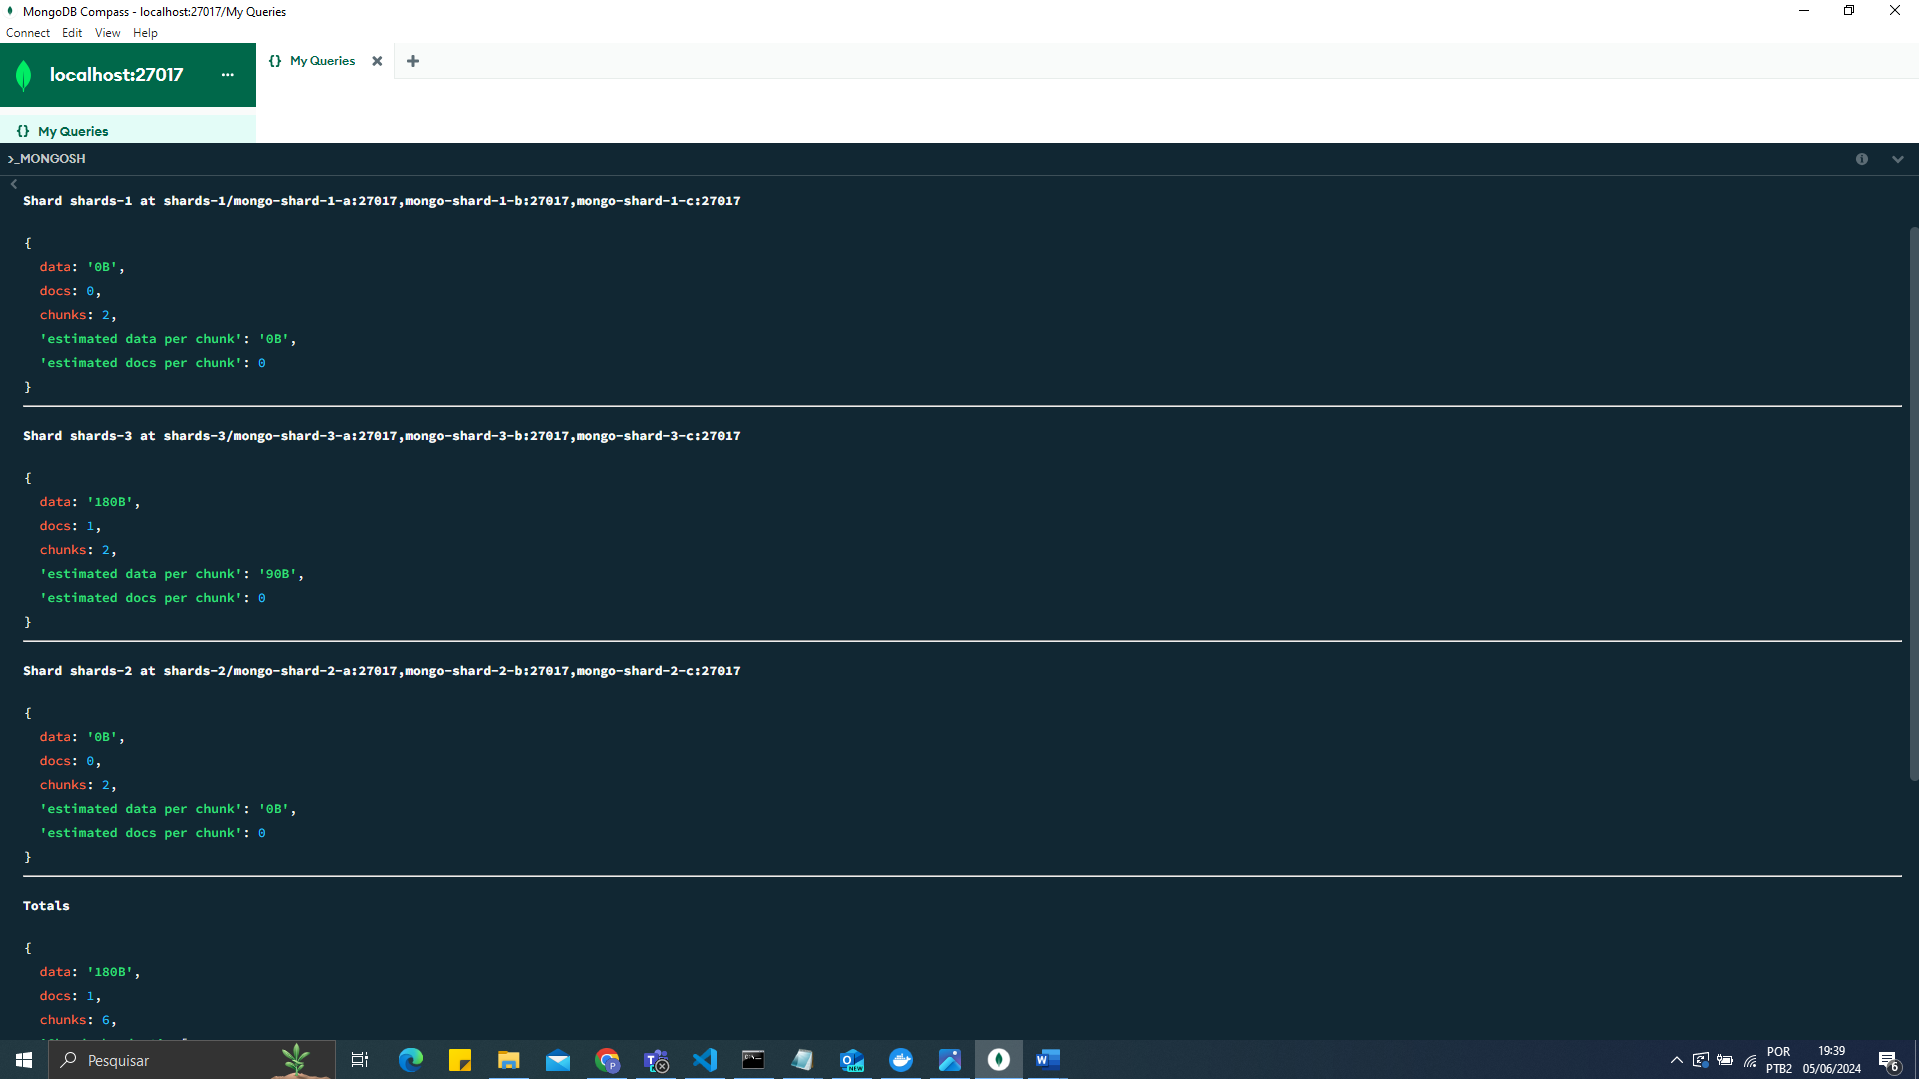 MongoDB Compass - localhost:27017/My Queries
Connect Edit View Help
localhost:27017 ...
{} My Queries
{} My Queries
>_MONGOSH
Shard shards-1 at shards-1/mongo-shard-1-a:27017,mongo-shard-1-b:27017,mongo-shard-1-c:27017
{
data: '0B',
docs: 0,
chunks: 2,
'estimated data per chunk': '0B',
'estimated docs per chunk': 0
}
Shard shards-3 at shards-3/mongo-shard-3-a:27017,mongo-shard-3-b:27017,mongo-shard-3-c:27017
{
data: '180B',
docs: 1,
chunks: 2,
'estimated data per chunk': '90B',
'estimated docs per chunk': 0
}
Shard shards-2 at shards-2/mongo-shard-2-a:27017,mongo-shard-2-b:27017,mongo-shard-2-c:27017
{
data: '0B',
docs: 0,
chunks: 2,
'estimated data per chunk': '0B',
'estimated docs per chunk': 0
}
Totals
{
data: '180B',
docs: 1,
chunks: 6,
Pesquisar
POR
PTB2
19:39
05/06/2024
6